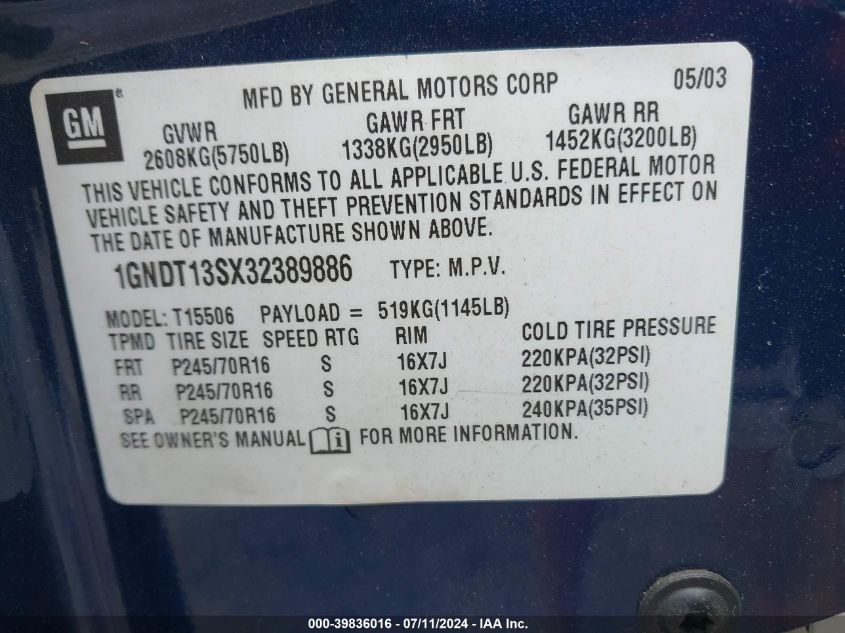 GM ®
MFD BY GENERAL MOTORS CORP 05/03
GVWR GAWR FRT GAWR RR
2608KG(5750LB) 1338KG(2950LB) 1452KG(3200LB)
THIS VEHICLE CONFORMS TO ALL APPLICABLE U.S. FEDERAL MOTOR
VEHICLE SAFETY AND THEFT PREVENTION STANDARDS IN EFFECT ON
THE DATE OF MANUFACTURE SHOWN ABOVE.
1GNDT13SX32389886 TYPE: M.P.V.
MODEL: T15506 PAYLOAD = 519KG(1145LB)
TPMD TIRE SIZE SPEED RTG RIM COLD TIRE PRESSURE
FRT P245/70R16 S 16X7J 220KPA(32PSI)
RR P245/70R16 S 16X7J 220KPA(32PSI)
SPA P245/70R16 S 16X7J 240KPA(35PSI)
SEE OWNER'S MANUAL i FOR MORE INFORMATION.
000-39836016 - 07/11/2024 - IAA Inc.